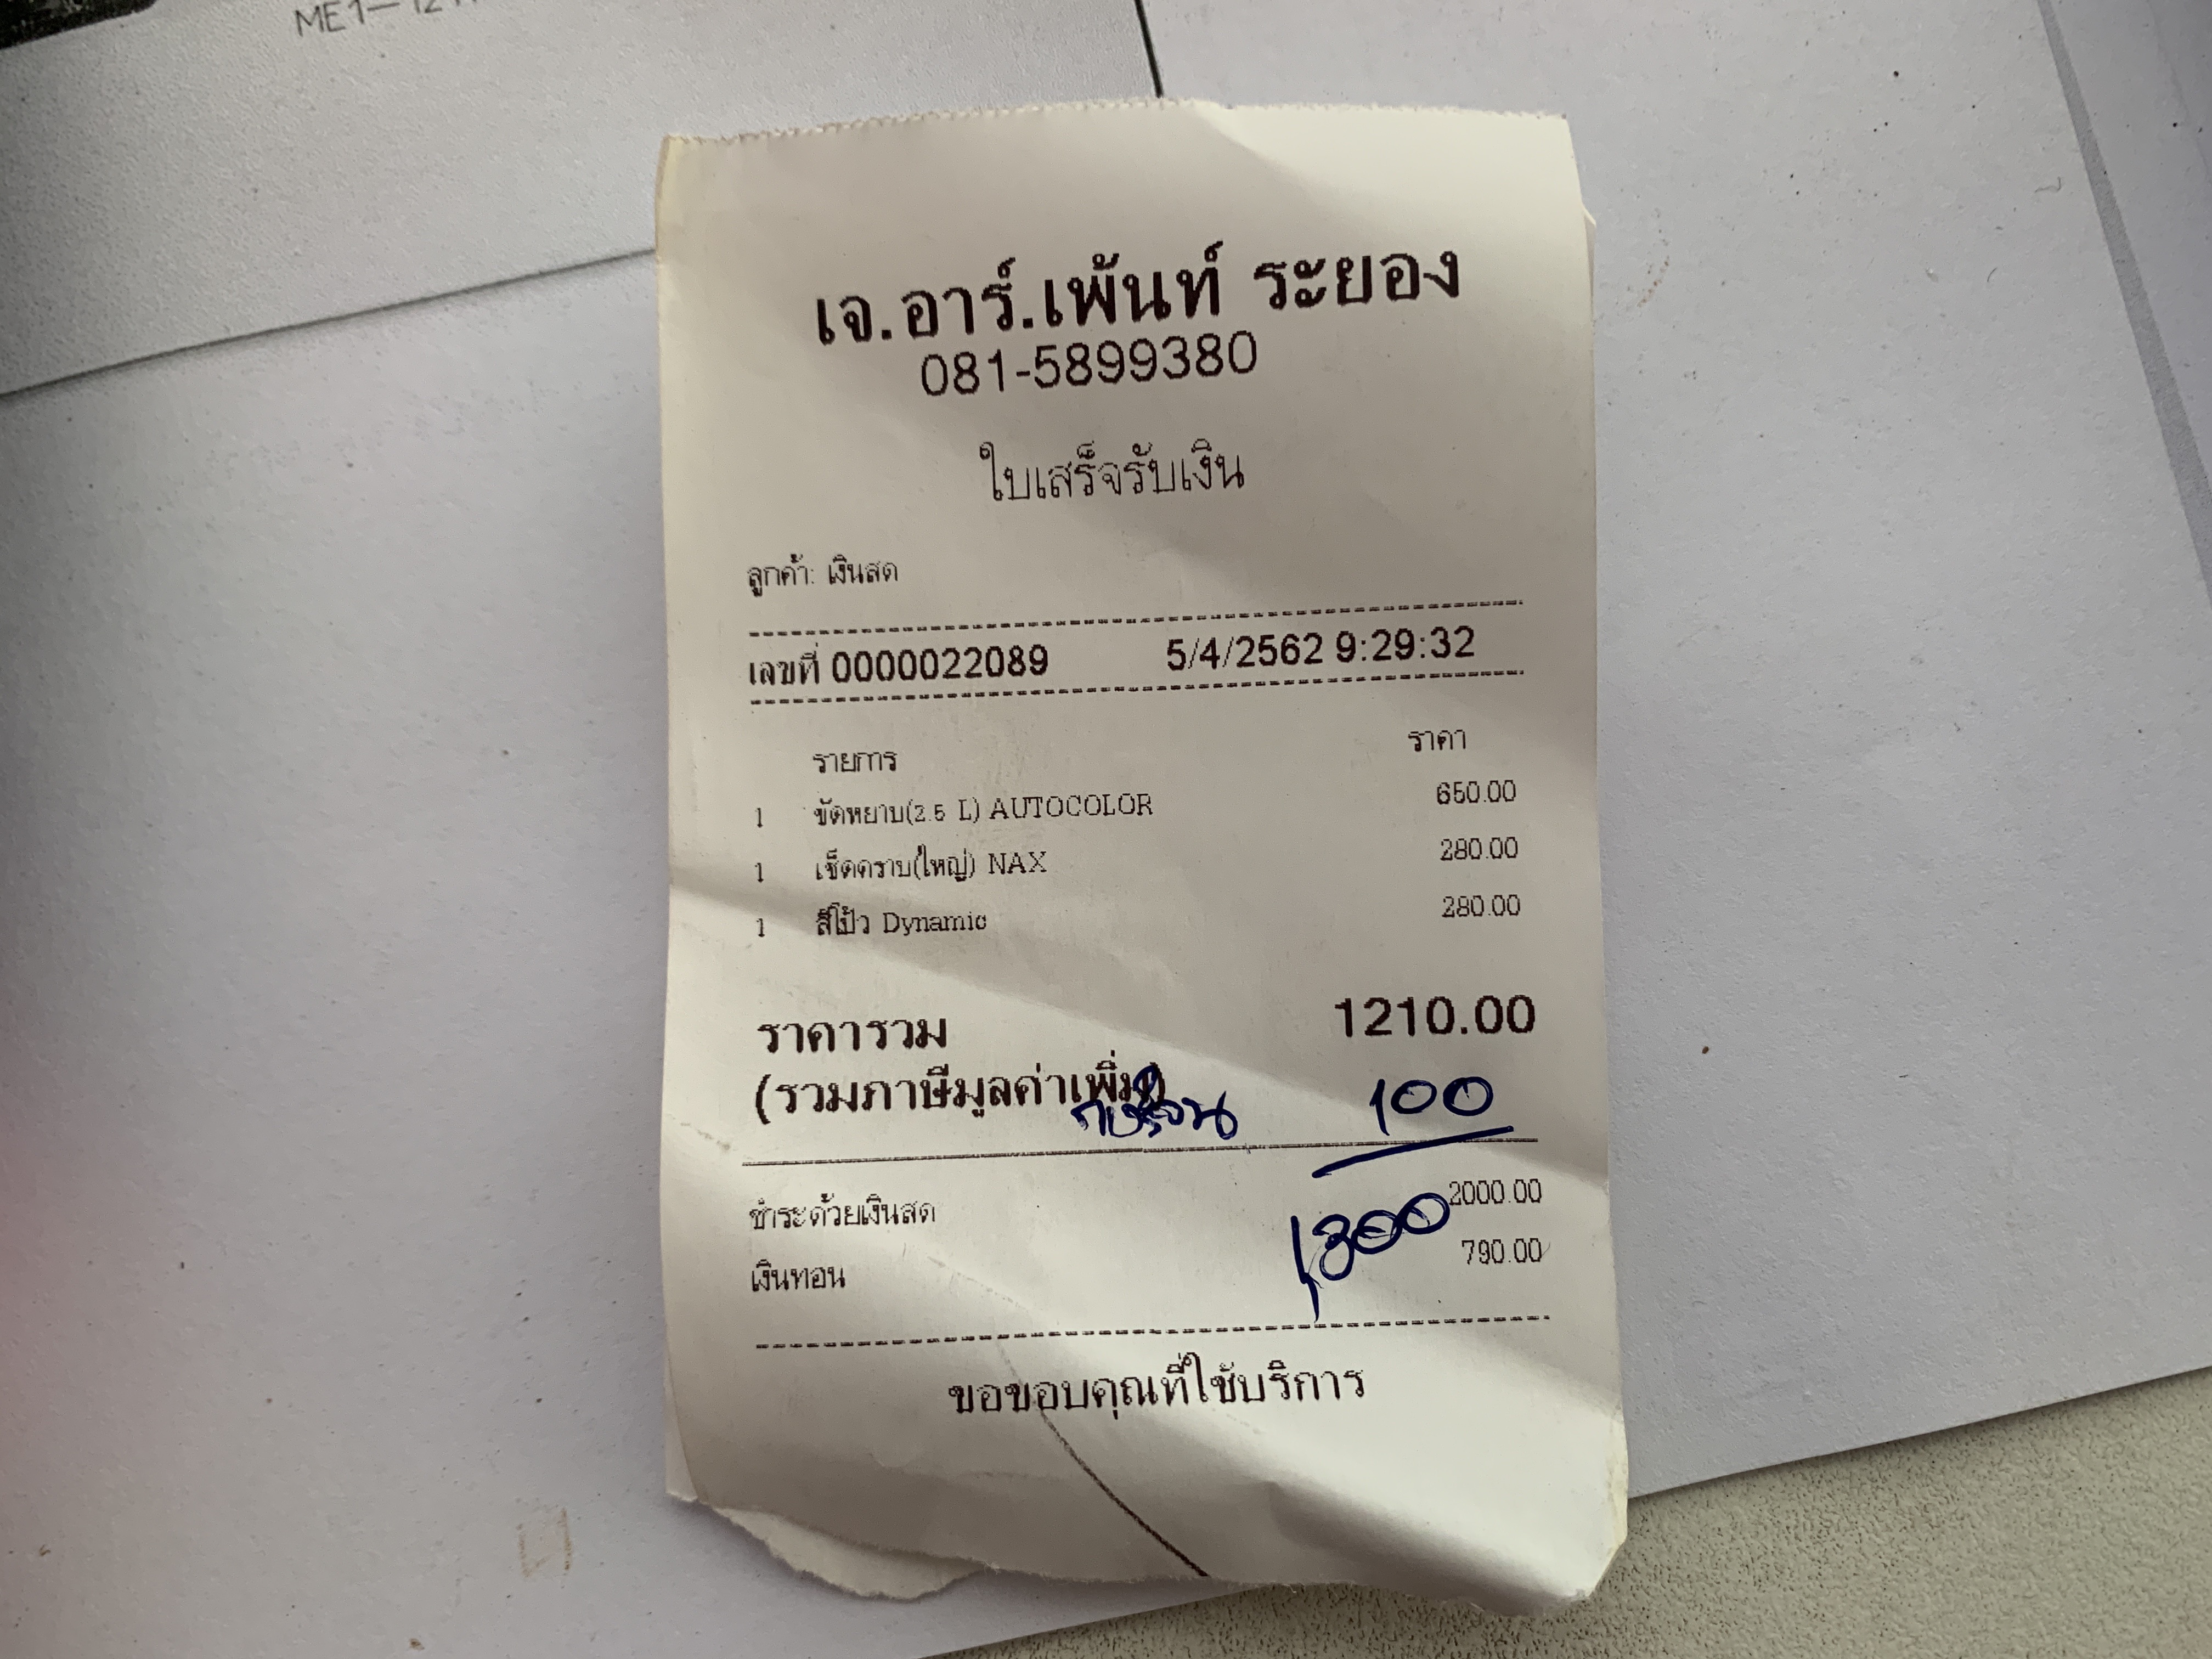 ME1-12
เจ.อาร์.เพ้นท์ ระยอง
081-5899380
ใบเสร็จรับเงิน
ลูกค้า: เงินสด
เลขที่ 0000022089 5/4/2562 9:29:32
รายการ ราคา
1 ขัดหยาบ(2.5 L) AUTOCOLOR 650.00
1 เช็ดคราบ(ใหญ่) NAX 280.00
1 สีโป้ว Dynamic 280.00
ราคารวม 1210.00
(รวมภาษีมูลค่าเพิ่ม)
100
ชำระด้วยเงินสด 2000.00
1,300
เงินทอน 790.00
ขอขอบคุณที่ใช้บริการ